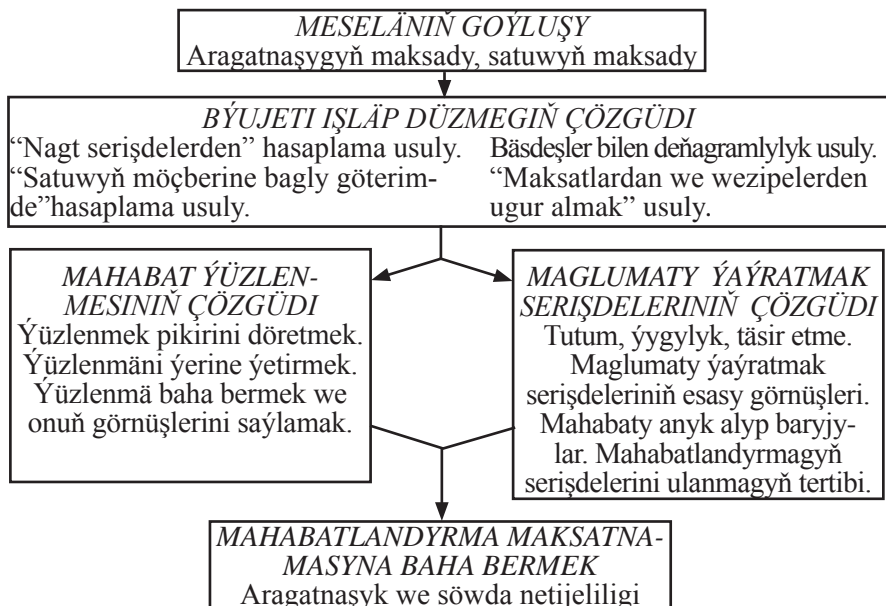 MESELÄNIŇ GOÝLUŞY
Aragatnaşygyň maksady, satuwyň maksady
BÝUJETI IŞLÄP DÜZMEGIŇ ÇÖZGÜDI
“Nagt serişdelerden” hasaplama usuly.
“Satuwyň möçberine bagly göterim-
de”hasaplama usuly.
Bäsdeşler bilen deňagramlylyk usuly.
“Maksatlardan we wezipelerden
ugur almak” usuly.
MAHABAT ÝÜZLEN-
MESINIŇ ÇÖZGÜDI
Ýüzlenmek pikirini döretmek.
Ýüzlenmäni ýerine ýetirmek.
Ýüzlenmä baha bermek we
onuň görnüşlerini saýlamak.
MAGLUMATY ÝAÝRATMAK
SERIŞDELERINIŇ ÇÖZGÜDI
Tutum, ýygylyk, täsir etme.
Maglumaty ýaýratmak
serişdeleriniň esasy görnüşleri.
Mahabaty anyk alyp baryjy-
lar. Mahabatlandyrmagyň
serişdelerini ulanmagyň tertibi.
MAHABATLANDYRMA MAKSATNA-
MASYNA BAHA BERMEK
Aragatnaşyk we söwda netijeliligi